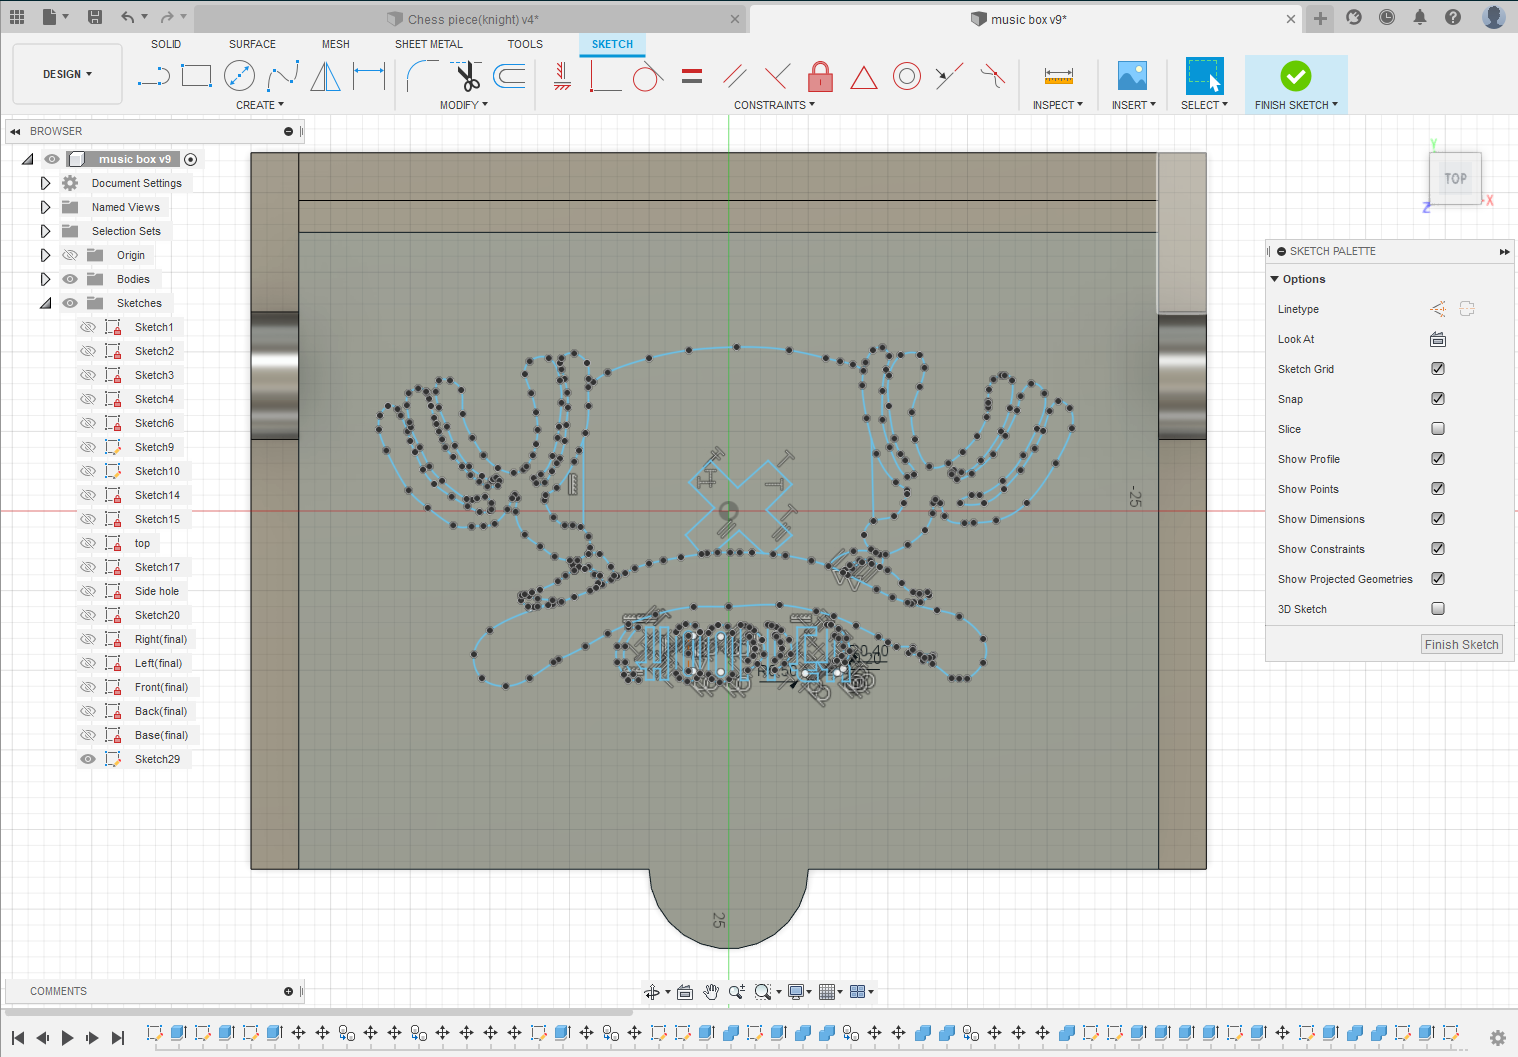 Chess piece(knight) v4*
music box v9*
DESIGN
SOLID
SURFACE
MESH
SHEET METAL
TOOLS
SKETCH
CREATE
MODIFY
CONSTRAINTS
INSPECT
INSERT
SELECT
FINISH SKETCH
BROWSER
music box v9
Document Settings
Named Views
Selection Sets
Origin
Bodies
Sketches
Sketch1
Sketch2
Sketch3
Sketch4
Sketch6
Sketch9
Sketch10
Sketch14
Sketch15
top
Sketch17
Side hole
Sketch20
Right(final)
Left(final)
Front(final)
Back(final)
Base(final)
Sketch29
TOP
Y
X
Z
SKETCH PALETTE
Options
Linetype
Look At
Sketch Grid
Snap
Slice
Show Profile
Show Points
Show Dimensions
Show Constraints
Show Projected Geometries
3D Sketch
Finish Sketch
-25
25
COMMENTS